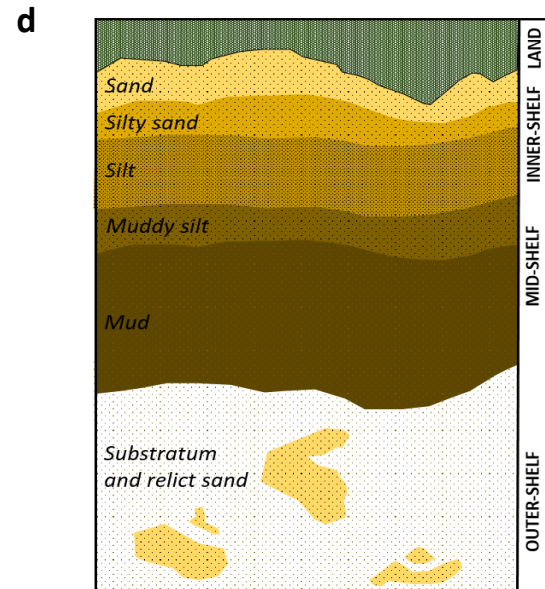 d
LAND
Sand
INNER-SHELF
Silty sand
Silt
Muddy silt
MID-SHELF
Mud
Substratum
and relict sand
OUTER-SHELF